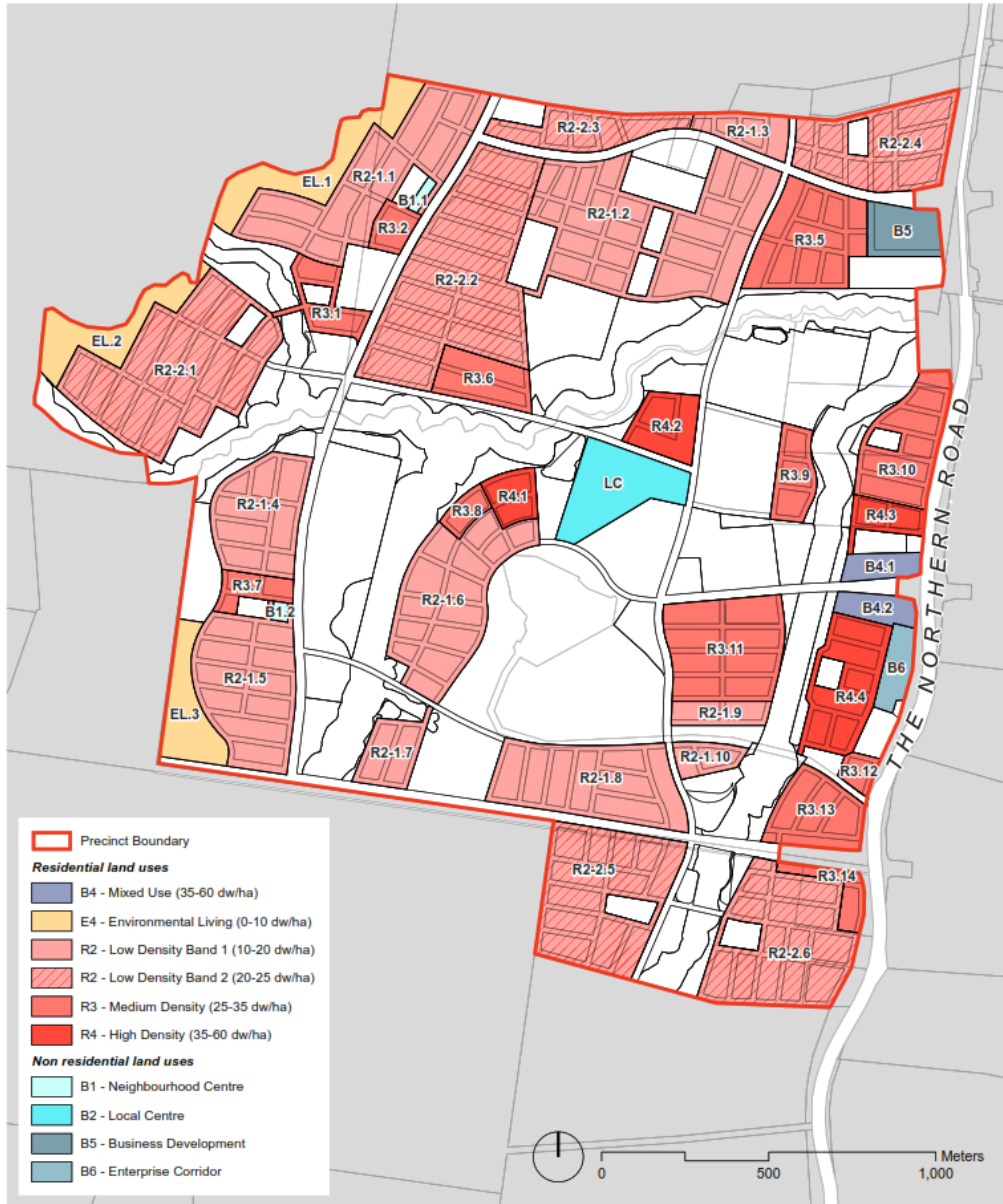 R2-2.3
R2-1.3
R2-2.4
R2-1.1
B1.1
R2-1.2
R3.2
R3.5
B5
R2-2.2
R3.1
EL.1
EL.2
R2-2.1
R3.6
R4.2
R3.9
R3.10
LC
R2-1.4
R3.8
R4.1
R4.3
B4.1
R3.7
B1.2
R2-1.6
B4.2
R2-1.5
R3.11
B6
R4.4
EL.3
R2-1.9
R2-1.7
R2-1.10
R3.12
R2-1.8
R3.13
R2-2.5
R3.14
R2-2.6
THE NORTHERN ROAD
Precinct Boundary
Residential land uses
B4 - Mixed Use (35-60 dw/ha)
E4 - Environmental Living (0-10 dw/ha)
R2 - Low Density Band 1 (10-20 dw/ha)
R2 - Low Density Band 2 (20-25 dw/ha)
R3 - Medium Density (25-35 dw/ha)
R4 - High Density (35-60 dw/ha)
Non residential land uses
B1 - Neighbourhood Centre
B2 - Local Centre
B5 - Business Development
B6 - Enterprise Corridor
Meters
0 500 1,000